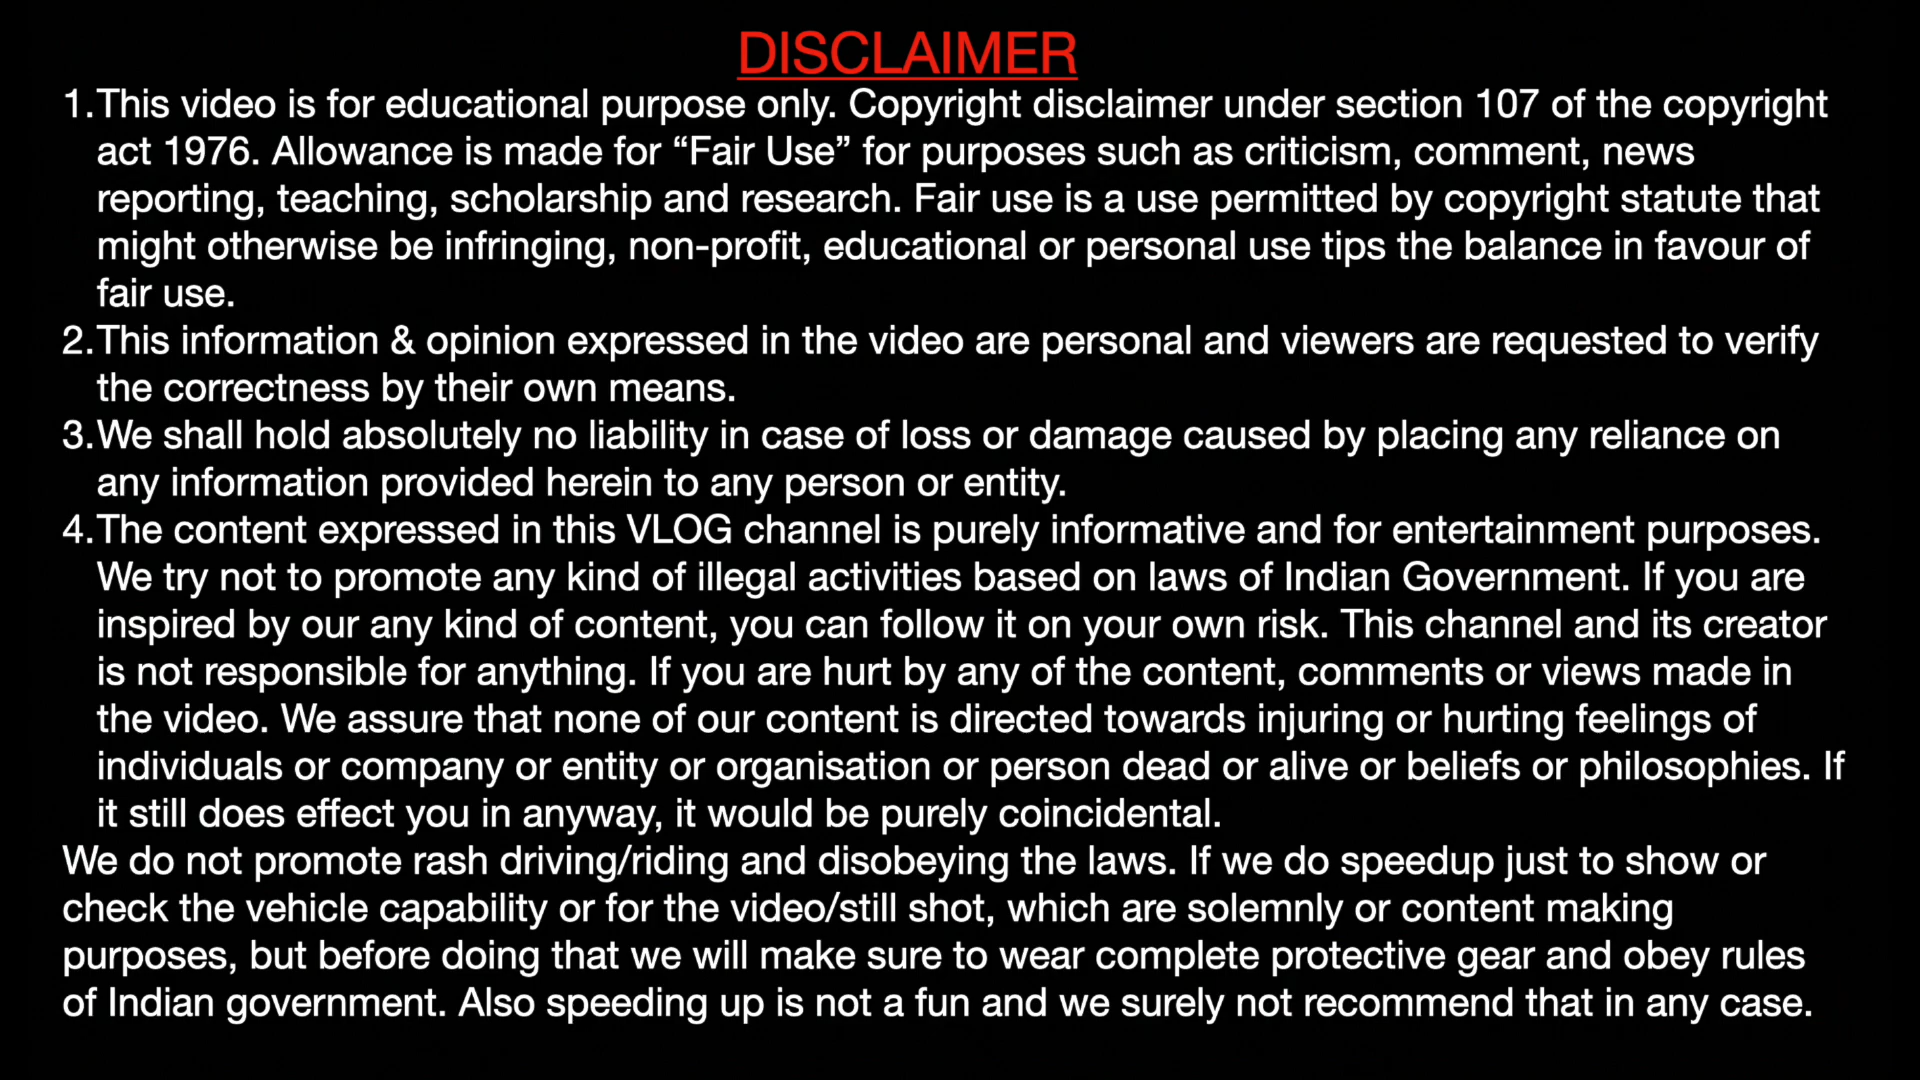 DISCLAIMER
1.This video is for educational purpose only. Copyright disclaimer under section 107 of the copyright
act 1976. Allowance is made for “Fair Use” for purposes such as criticism, comment, news
reporting, teaching, scholarship and research. Fair use is a use permitted by copyright statute that
might otherwise be infringing, non-profit, educational or personal use tips the balance in favour of
fair use.
2.This information & opinion expressed in the video are personal and viewers are requested to verify
the correctness by their own means.
3.We shall hold absolutely no liability in case of loss or damage caused by placing any reliance on
any information provided herein to any person or entity.
4.The content expressed in this VLOG channel is purely informative and for entertainment purposes.
We try not to promote any kind of illegal activities based on laws of Indian Government. If you are
inspired by our any kind of content, you can follow it on your own risk. This channel and its creator
is not responsible for anything. If you are hurt by any of the content, comments or views made in
the video. We assure that none of our content is directed towards injuring or hurting feelings of
individuals or company or entity or organisation or person dead or alive or beliefs or philosophies. If
it still does effect you in anyway, it would be purely coincidental.
We do not promote rash driving/riding and disobeying the laws. If we do speedup just to show or
check the vehicle capability or for the video/still shot, which are solemnly or content making
purposes, but before doing that we will make sure to wear complete protective gear and obey rules
of Indian government. Also speeding up is not a fun and we surely not recommend that in any case.